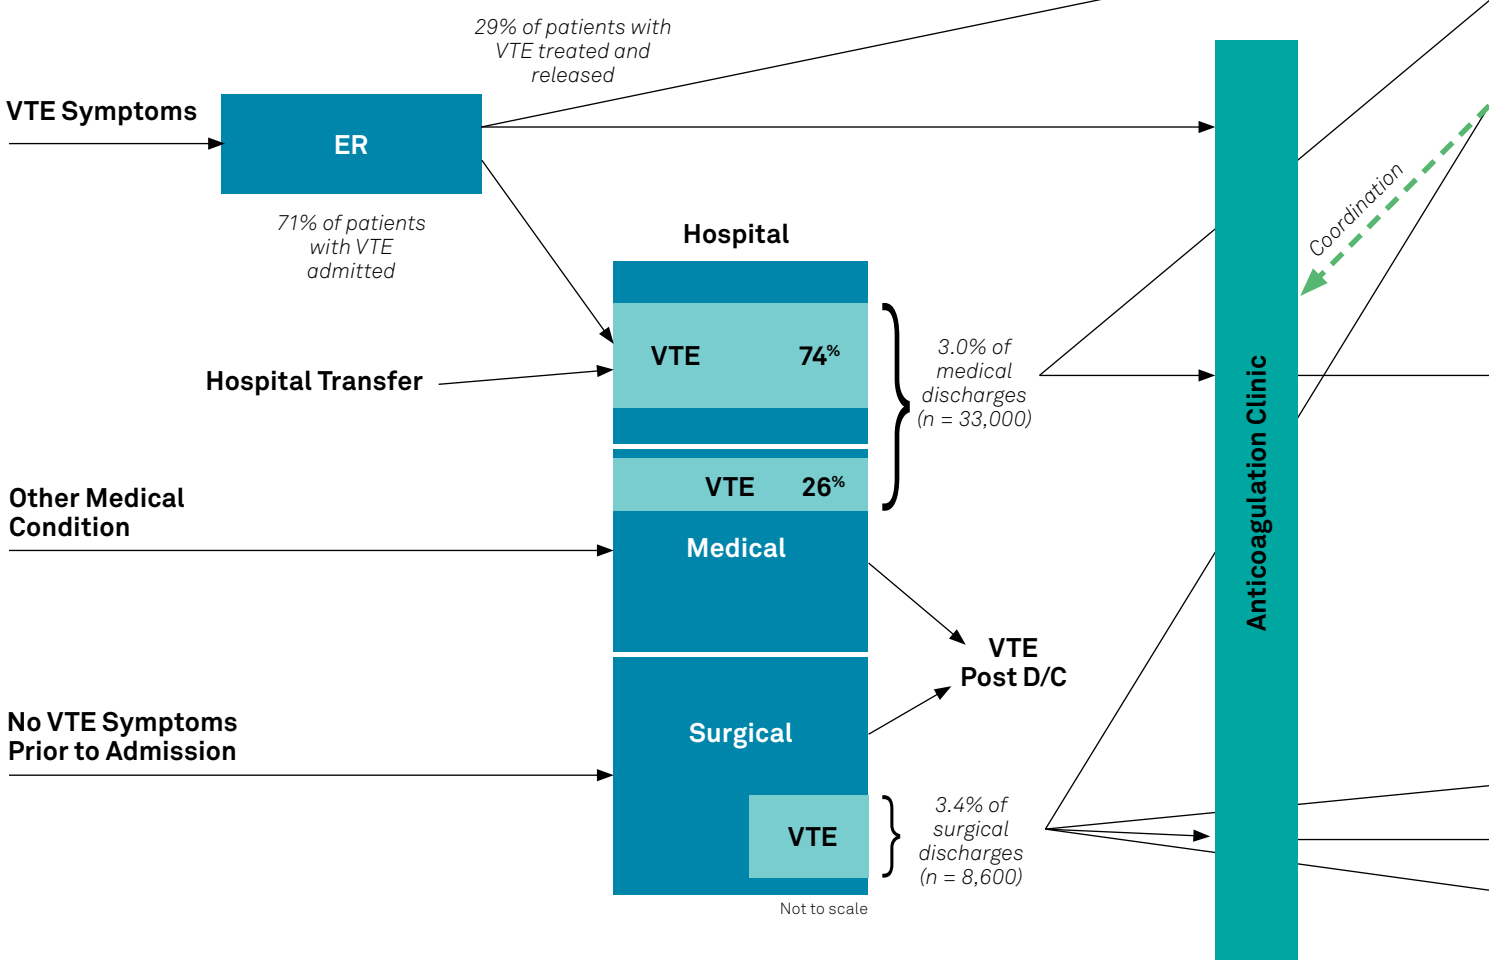 29% of patients with
VTE treated and
released
VTE Symptoms
ER
71% of patients
with VTE
admitted
Hospital
VTE 74%
Hospital Transfer
3.0% of
medical
discharges
(n = 33,000)
Coordination
Anticoagulation Clinic
VTE 26%
Other Medical
Condition
Medical
VTE
Post D/C
No VTE Symptoms
Prior to Admission
Surgical
VTE
3.4% of
surgical
discharges
(n = 8,600)
Not to scale